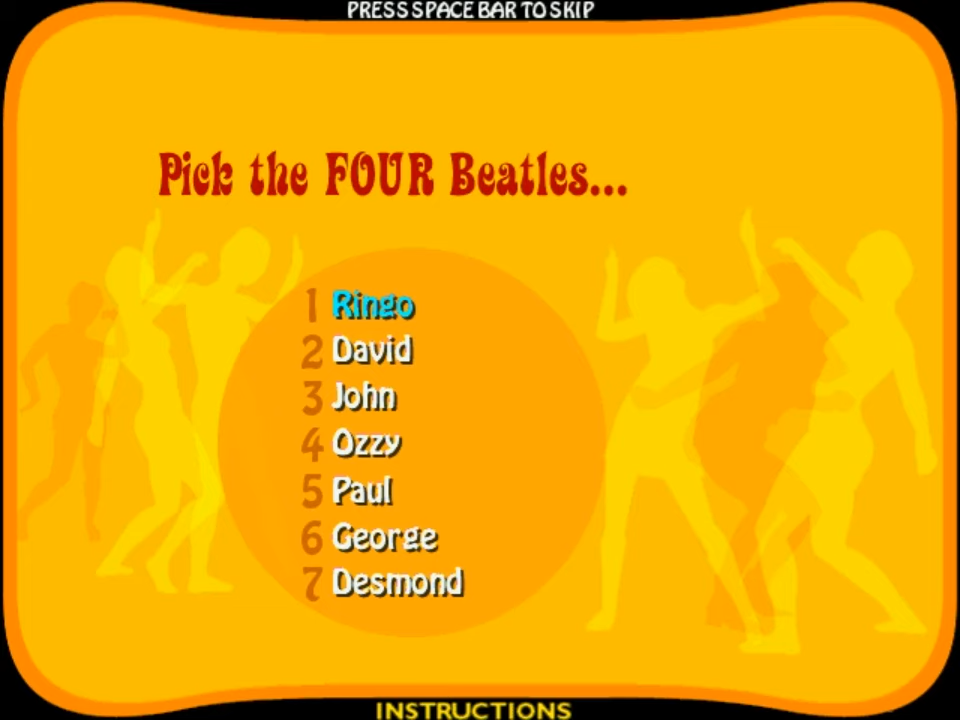 PRESS SPACE BAR TO SKIP
Pick the FOUR Beatles...
1 Ringo
2 David
3 John
4 Ozzy
5 Paul
6 George
7 Desmond
INSTRUCTIONS